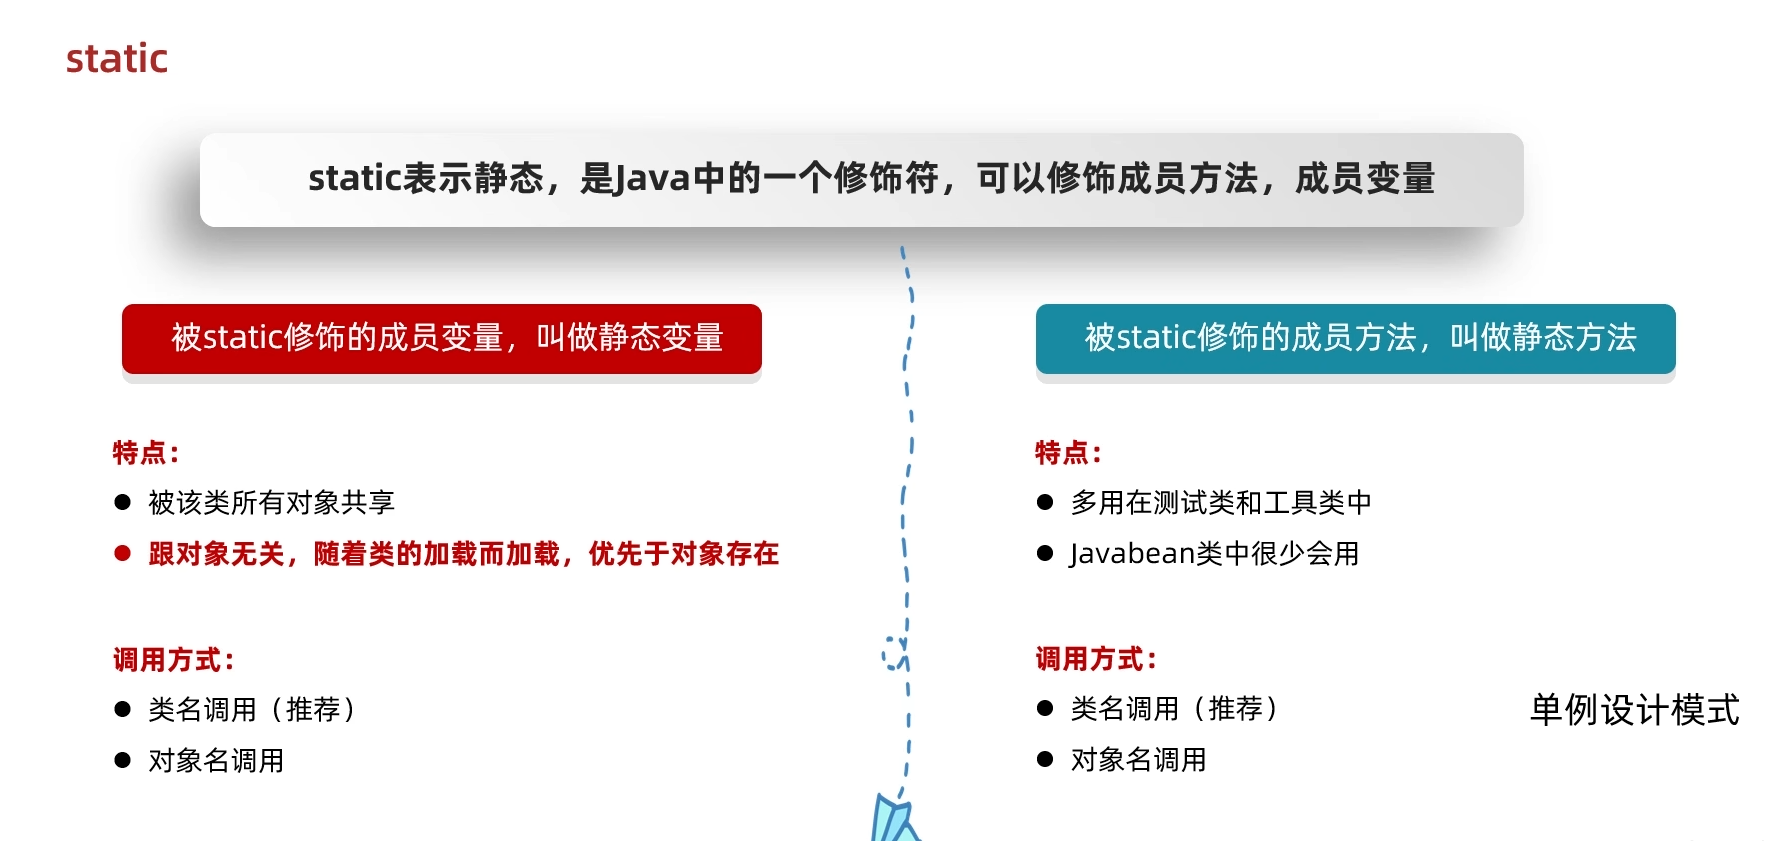 static
static表示静态，是Java中的一个修饰符，可以修饰成员方法，成员变量
被static修饰的成员变量，叫做静态变量
特点：
● 被该类所有对象共享
● 跟对象无关，随着类的加载而加载，优先于对象存在
调用方式：
● 类名调用（推荐）
● 对象名调用
被static修饰的成员方法，叫做静态方法
特点：
● 多用在测试类和工具类中
● Javabean类中很少会用
调用方式：
● 类名调用（推荐）
● 对象名调用
单例设计模式